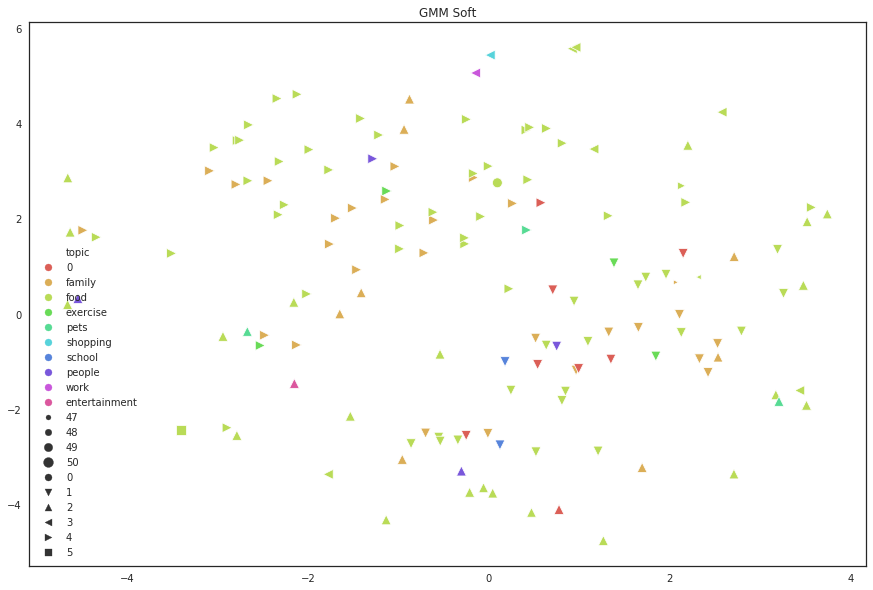 GMM Soft
6
4
2
0
−2
−4
topic
0
family
food
exercise
pets
shopping
school
people
work
entertainment
47
48
49
50
0
1
2
3
4
5
−4
−2
0
2
4